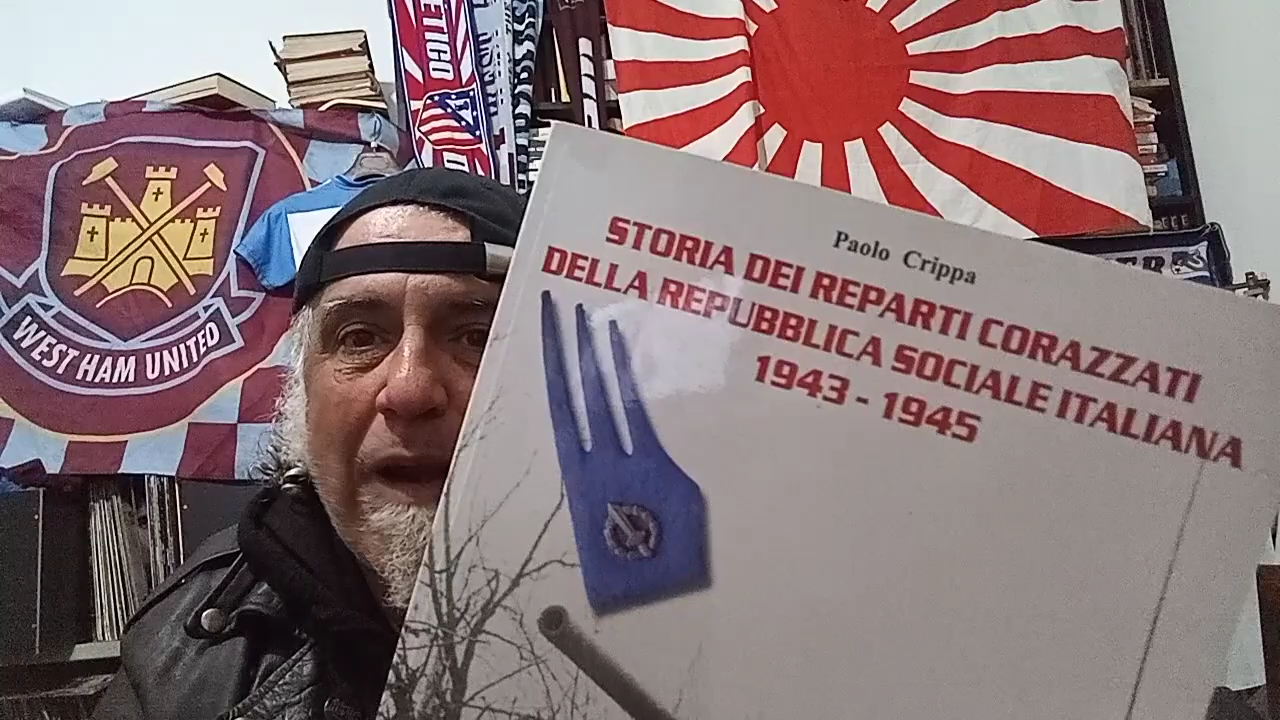 Paolo Crippa
STORIA DEI REPARTI CORAZZATI
DELLA REPUBBLICA SOCIALE ITALIANA
1943 - 1945
WEST HAM UNITED